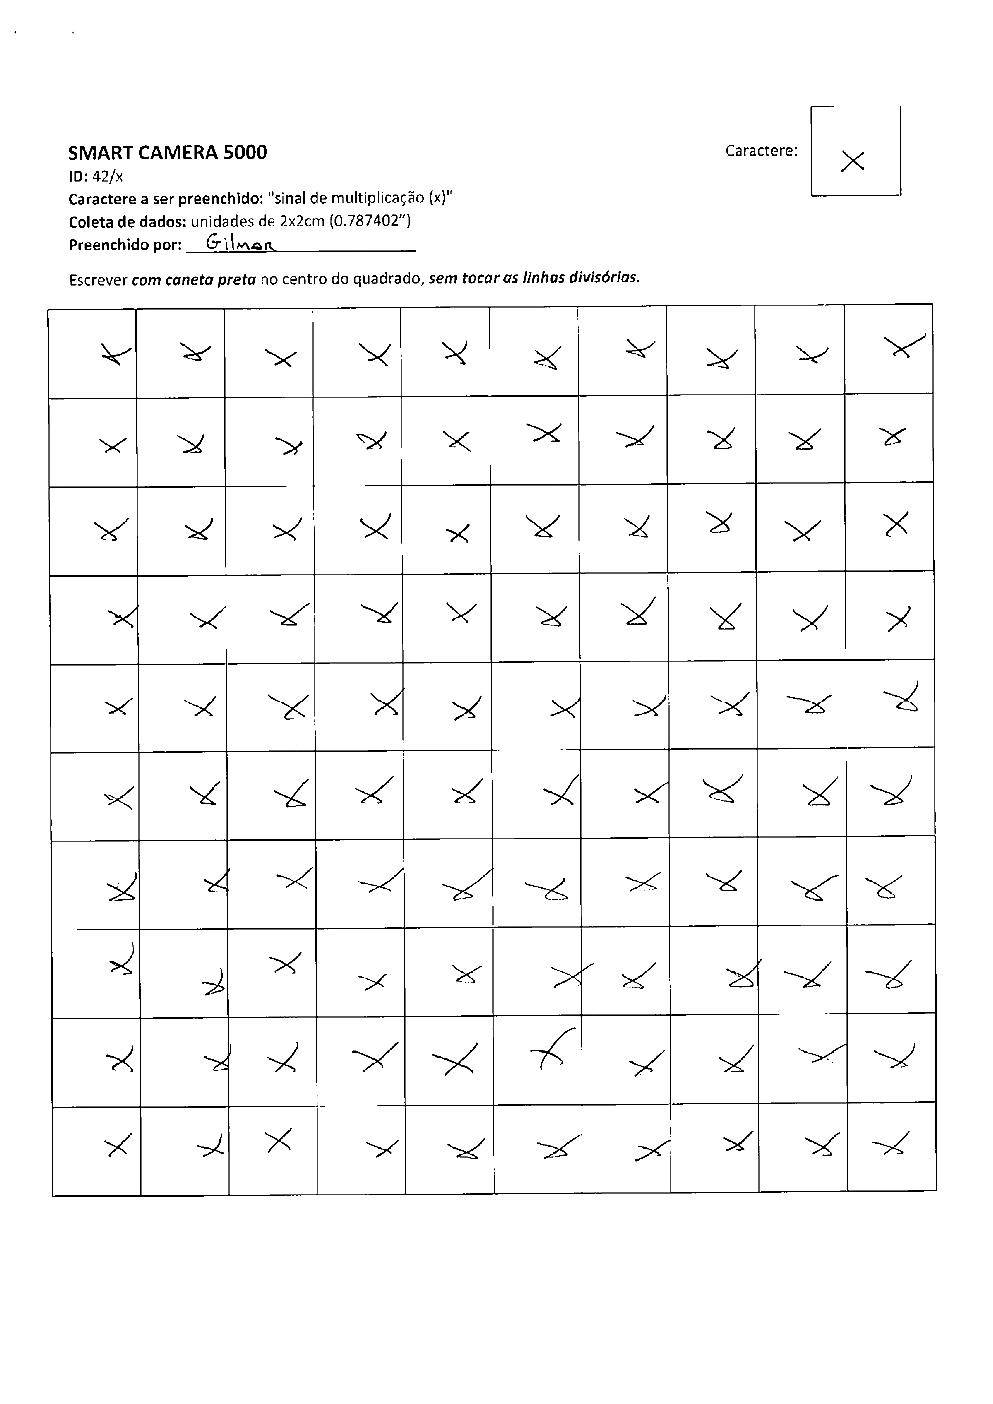 SMART CAMERA 5000
Caractere: x
ID: 42/x
Caractere a ser preenchido: "sinal de multiplicação (x)"
Coleta de dados: unidades de 2x2cm (0.787402")
Preenchido por: Gilmar
Escrever com caneta preta no centro do quadrado, sem tocar as linhas divisórias.
x x x x x x x x x x
x x x x x x x x x x
x x x x x x x x x x
x x x x x x x x x x
x x x x x x x x x x
x x x x x x x x x x
x x x x x x x x x x
x x x x x x x x x x
x x x x x x x x x x
x x x x x x x x x x